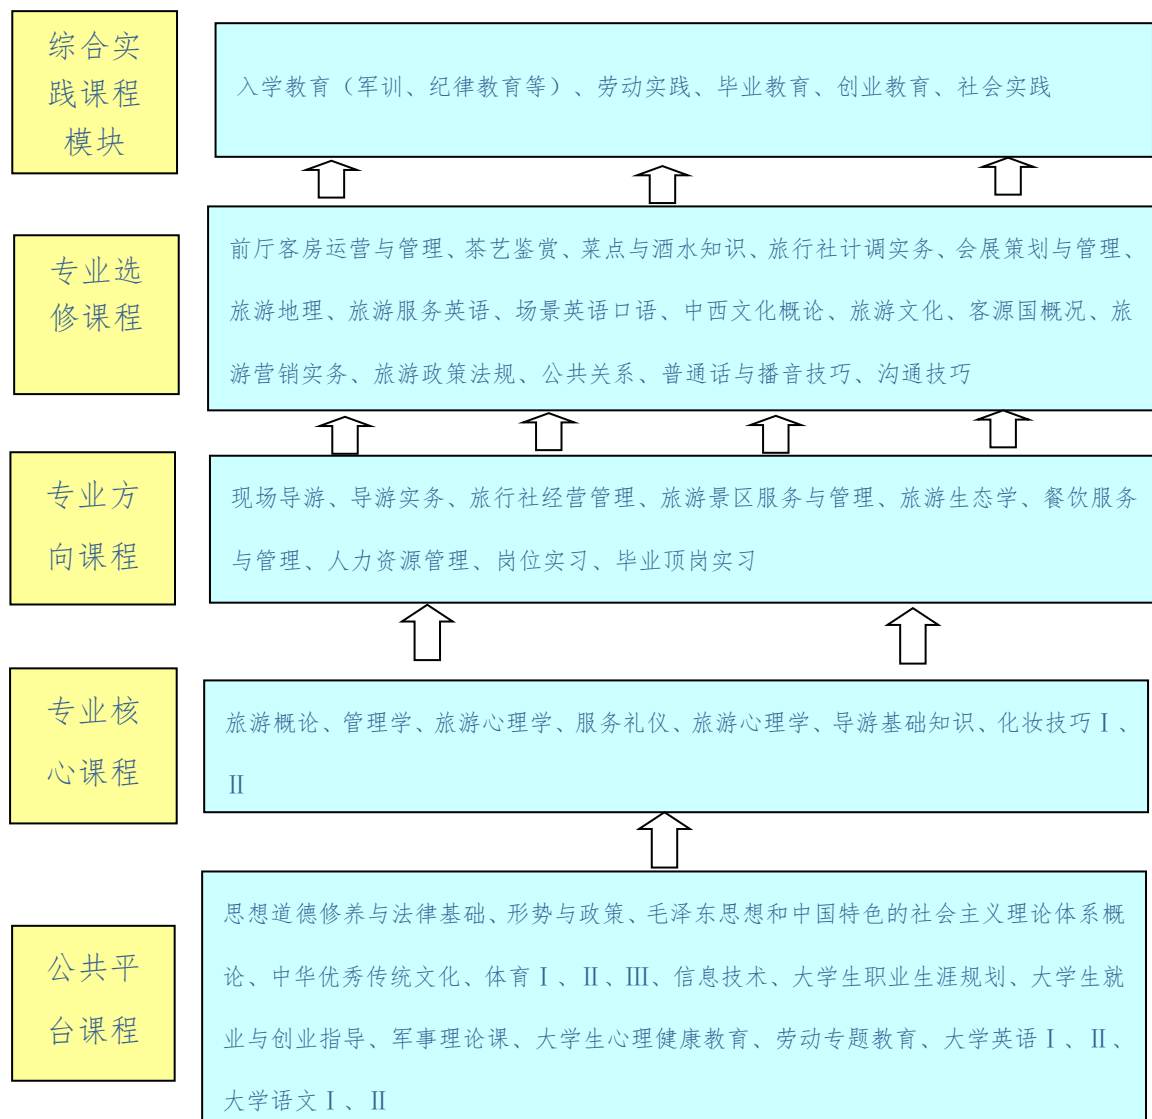 综合实
践课程
模块
入学教育（军训、纪律教育等）、劳动实践、毕业教育、创业教育、社会实践
专业选
修课程
前厅客房运营与管理、茶艺鉴赏、菜点与酒水知识、旅行社计调实务、会展策划与管理、
旅游地理、旅游服务英语、场景英语口语、中西文化概论、旅游文化、客源国概况、旅
游营销实务、旅游政策法规、公共关系、普通话与播音技巧、沟通技巧
专业方
向课程
现场导游、导游实务、旅行社经营管理、旅游景区服务与管理、旅游生态学、餐饮服务
与管理、人力资源管理、岗位实习、毕业顶岗实习
专业核
心课程
旅游概论、管理学、旅游心理学、服务礼仪、旅游心理学、导游基础知识、化妆技巧Ⅰ、
Ⅱ
公共平
台课程
思想道德修养与法律基础、形势与政策、毛泽东思想和中国特色的社会主义理论体系概
论、中华优秀传统文化、体育Ⅰ、Ⅱ、Ⅲ、信息技术、大学生职业生涯规划、大学生就
业与创业指导、军事理论课、大学生心理健康教育、劳动专题教育、大学英语Ⅰ、Ⅱ、
大学语文Ⅰ、Ⅱ